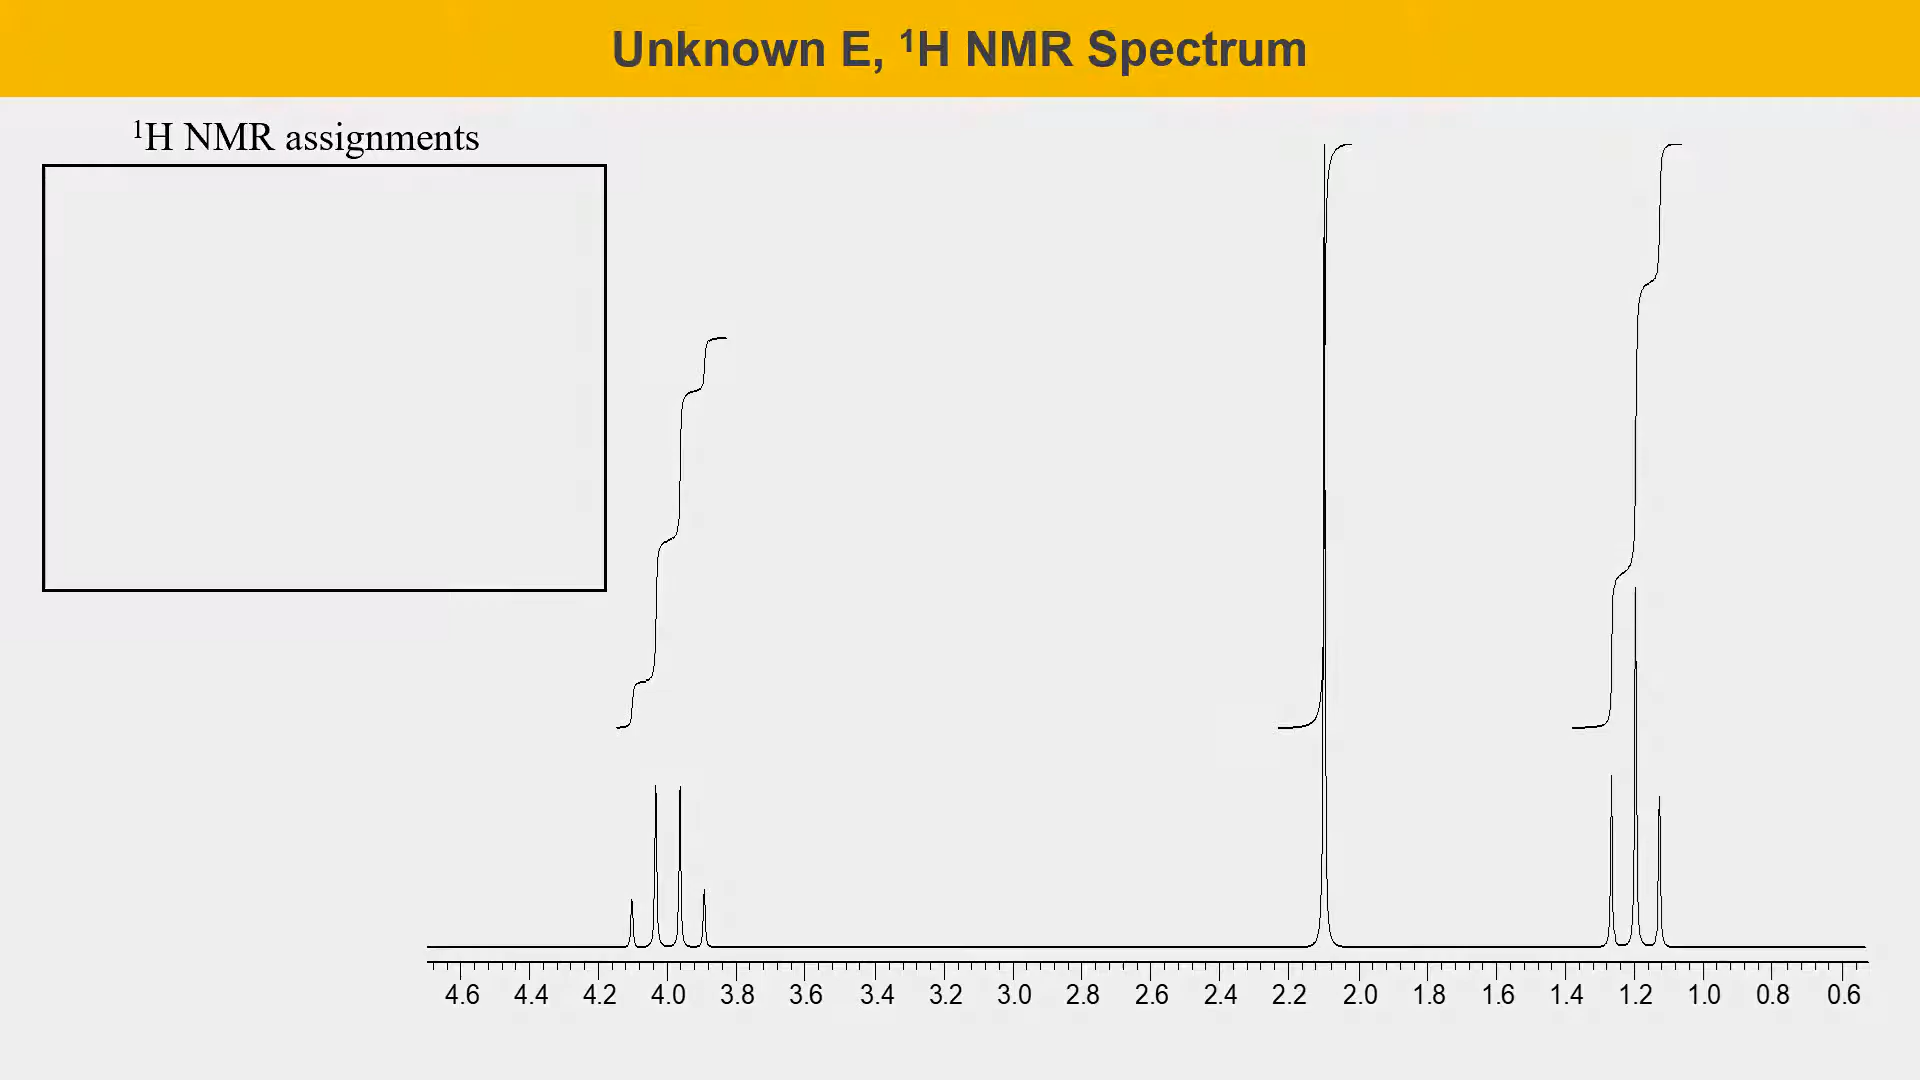 Unknown E, ¹H NMR Spectrum
¹H NMR assignments
4.6 4.4 4.2 4.0 3.8 3.6 3.4 3.2 3.0 2.8 2.6 2.4 2.2 2.0 1.8 1.6 1.4 1.2 1.0 0.8 0.6